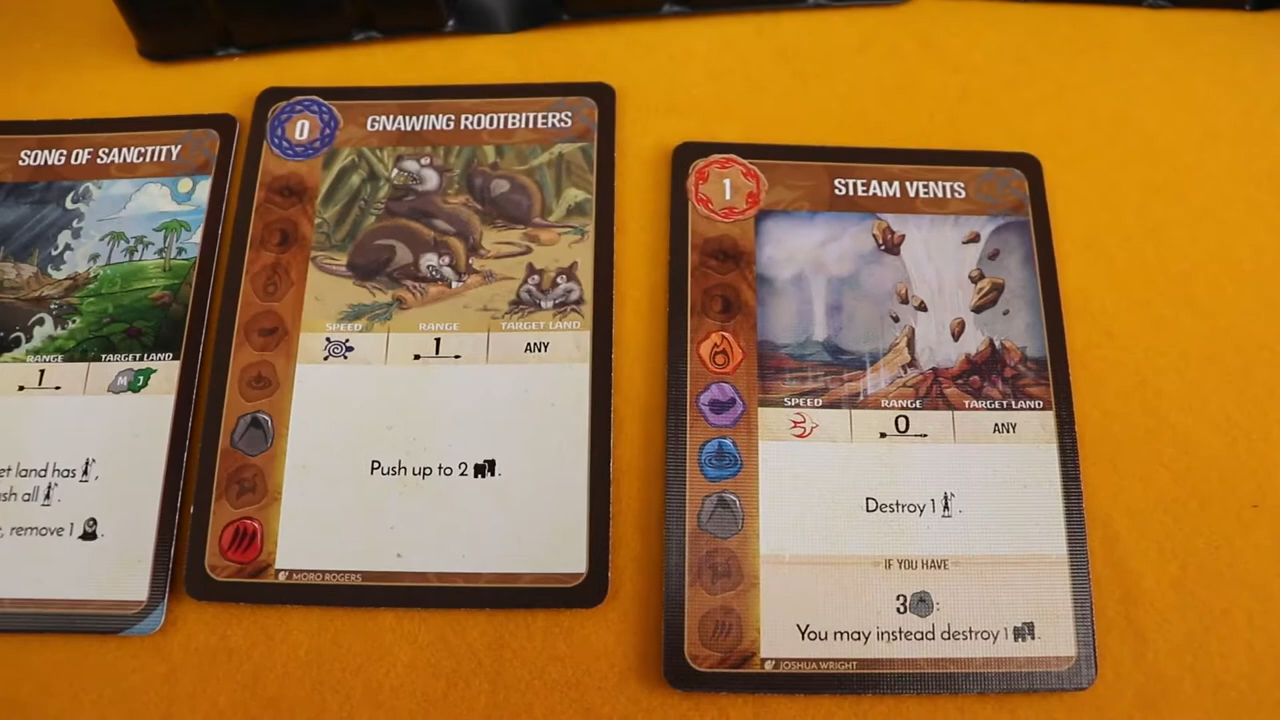 SONG OF SANCTITY
RANGE TARGET LAND
1 M J
et land has ,
sh all .
, remove 1 .
0 GNAWING ROOTBITERS
SPEED RANGE TARGET LAND
1 ANY
Push up to 2 .
MORO ROGERS
1 STEAM VENTS
SPEED RANGE TARGET LAND
0 ANY
Destroy 1 .
IF YOU HAVE
3 :
You may instead destroy 1 .
JOSHUA WRIGHT